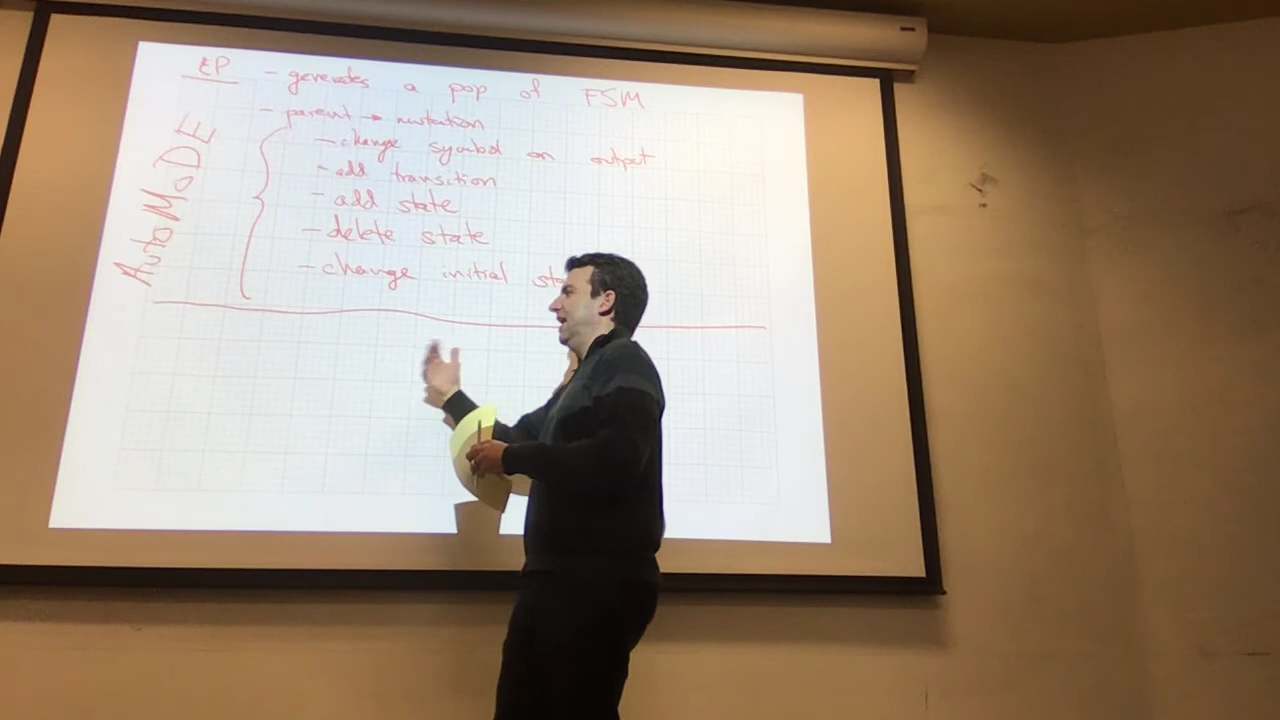 EP - generates a pop of FSM
- parent → mutation
- change symbol on output
- add transition
- add state
- delete state
- change initial
AutoMoDE